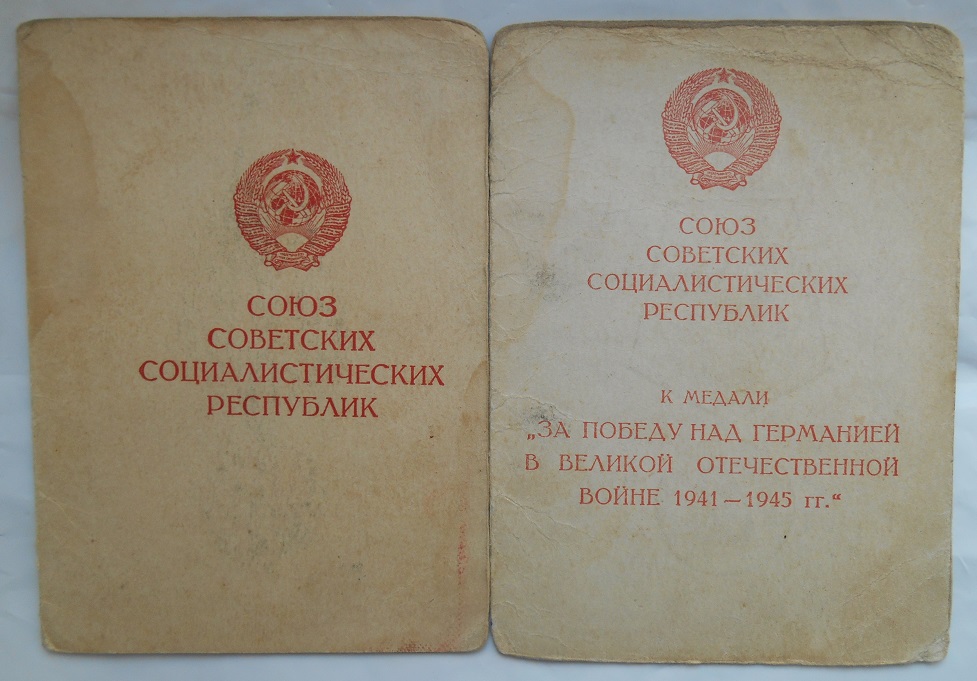 СОЮЗ
СОВЕТСКИХ
СОЦИАЛИСТИЧЕСКИХ
РЕСПУБЛИК
СОЮЗ
СОВЕТСКИХ
СОЦИАЛИСТИЧЕСКИХ
РЕСПУБЛИК
К МЕДАЛИ
„ЗА ПОБЕДУ НАД ГЕРМАНИЕЙ
В ВЕЛИКОЙ ОТЕЧЕСТВЕННОЙ
ВОЙНЕ 1941—1945 гг.“